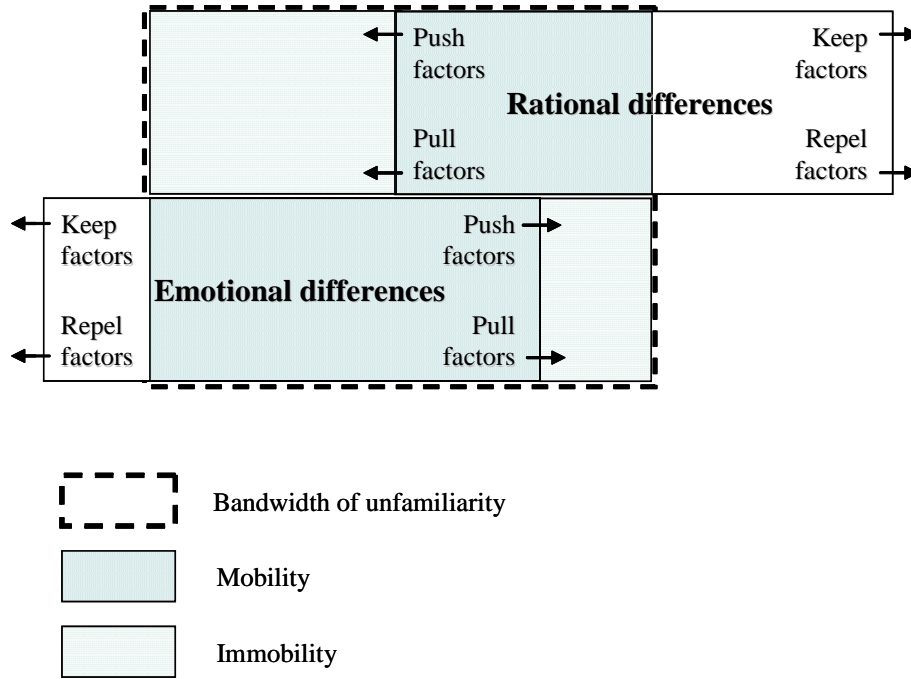 Push
factors
Keep
factors
Rational differences
Pull
factors
Repel
factors
Keep
factors
Push
factors
Emotional differences
Repel
factors
Pull
factors
Bandwidth of unfamiliarity
Mobility
Immobility